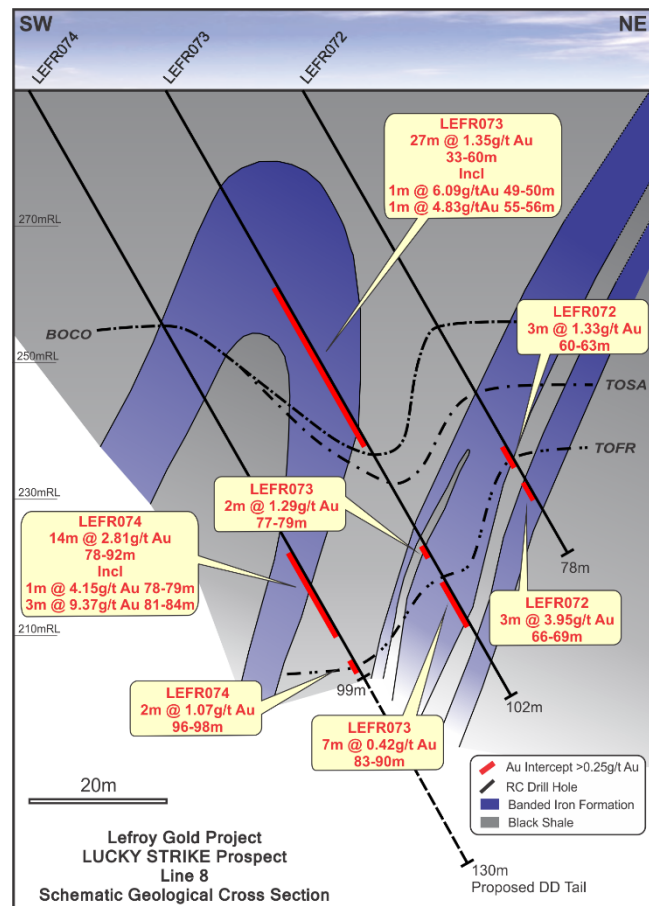 SW
NE
LEFR074
LEFR073
LEFR072
LEFR073
27m @ 1.35g/t Au
33-60m
Incl
1m @ 6.09g/tAu 49-50m
1m @ 4.83g/tAu 55-56m
270mRL
BOCO
250mRL
LEFR072
3m @ 1.33g/t Au
60-63m
TOSA
TOFR
230mRL
LEFR073
2m @ 1.29g/t Au
77-79m
LEFR074
14m @ 2.81g/t Au
78-92m
Incl
1m @ 4.15g/t Au 78-79m
3m @ 9.37g/t Au 81-84m
78m
LEFR072
3m @ 3.95g/t Au
66-69m
210mRL
LEFR074
2m @ 1.07g/t Au
96-98m
99m
102m
LEFR073
7m @ 0.42g/t Au
83-90m
20m
Au Intercept >0.25g/t Au
RC Drill Hole
Banded Iron Formation
Black Shale
Lefroy Gold Project
LUCKY STRIKE Prospect
Line 8
Schematic Geological Cross Section
130m
Proposed DD Tail